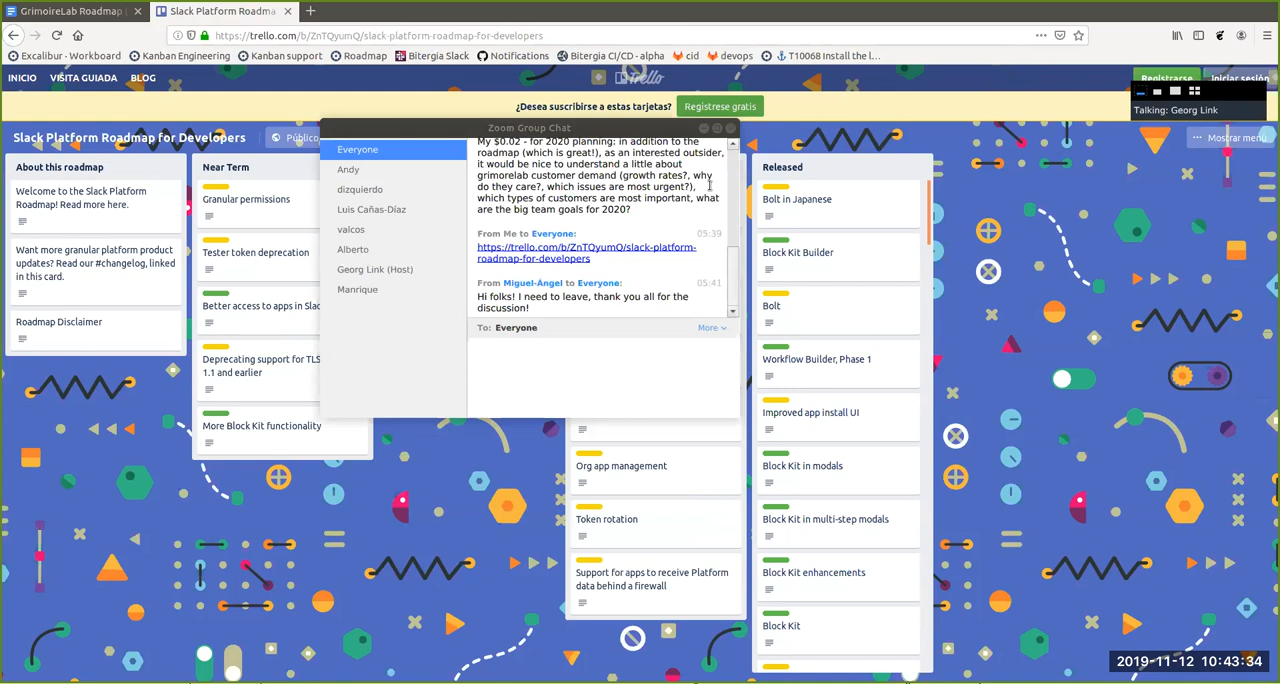 GrimoireLab Roadmap
Slack Platform Roadma
https://trello.com/b/ZnTQyumQ/slack-platform-roadmap-for-developers
Excalibur · Workboard
Kanban Engineering
Kanban support
Roadmap
Bitergia Slack
Notifications
Bitergia CI/CD - alpha
cid
devops
T10068 Install the l...
INICIO
VISITA GUIADA
BLOG
Trello
Registrarse
Iniciar sesión
Talking: Georg Link
¿Desea suscribirse a estas tarjetas?
Regístrese gratis
Slack Platform Roadmap for Developers
Público
Mostrar menú
About this roadmap
Welcome to the Slack Platform
Roadmap! Read more here.
Want more granular platform product
updates? Read our #changelog, linked
in this card.
Roadmap Disclaimer
Near Term
Granular permissions
Tester token deprecation
Better access to apps in Slac
Deprecating support for TLS
1.1 and earlier
More Block Kit functionality
Zoom Group Chat
Everyone
Andy
dizquierdo
Luis Cañas-Díaz
valcos
Alberto
Georg Link (Host)
Manrique
My $0.02 - for 2020 planning: in addition to the
roadmap (which is great!), as an interested outsider,
it would be nice to understand a little about
grimorelab customer demand (growth rates?, why
do they care?, which issues are most urgent?),
which types of customers are most important, what
are the big team goals for 2020?
From Me to Everyone: 05:39
https://trello.com/b/ZnTQyumQ/slack-platform-
roadmap-for-developers
From Miguel-Ángel to Everyone: 05:41
Hi folks! I need to leave, thank you all for the
discussion!
To: Everyone
More
Org app management
Token rotation
Support for apps to receive Platform
data behind a firewall
Released
Bolt in Japanese
Block Kit Builder
Bolt
Workflow Builder, Phase 1
Improved app install UI
Block Kit in modals
Block Kit in multi-step modals
Block Kit enhancements
Block Kit
2019-11-12 10:43:34